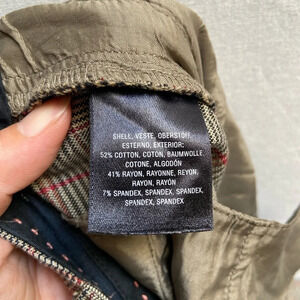 SHELL, VESTE, OBERSTOFF,
ESTERNO, EXTERIOR:
52% COTTON, COTON, BAUMWOLLE,
COTONE, ALGODÓN
41% RAYON, RAYONNE, REYON,
RAYON, RAYÓN
7% SPANDEX, SPANDEX, SPANDEX,
SPANDEX, SPANDEX